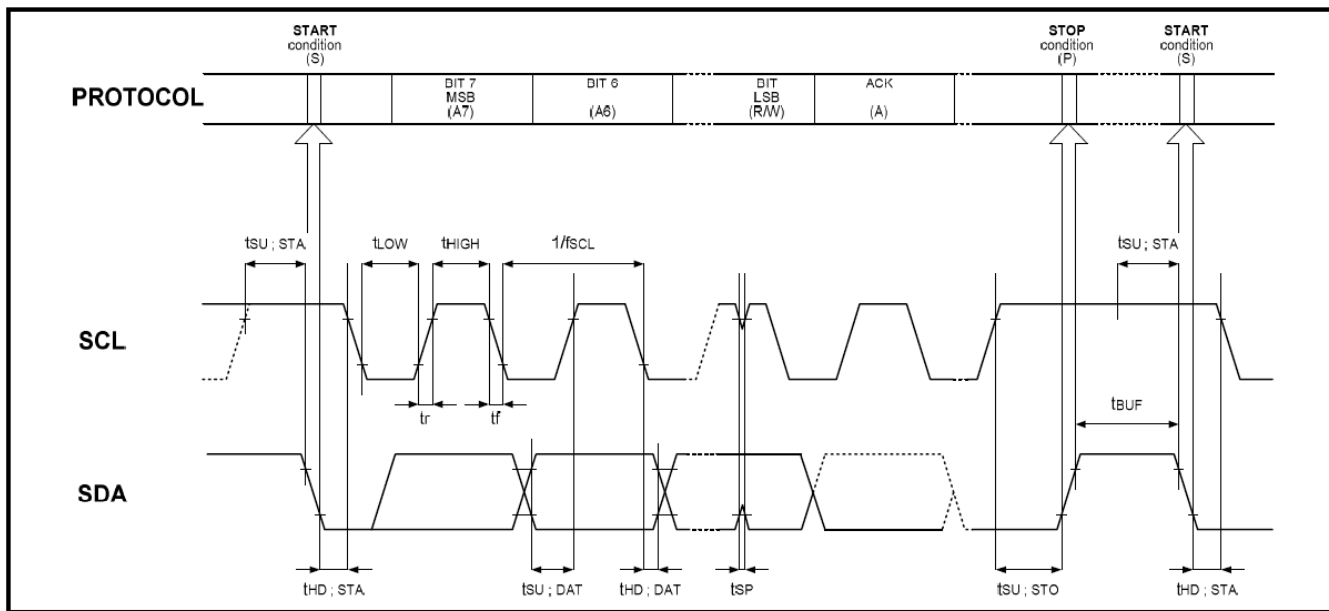 START
condition
(S)
STOP
condition
(P)
START
condition
(S)
PROTOCOL
BIT 7
MSB
(A7)
BIT 6
(A6)
BIT
LSB
(R/W)
ACK
(A)
tSU ; STA
tLOW
tHIGH
1/fSCL
tSU ; STA
SCL
tr
tf
tBUF
SDA
tHD ; STA
tSU ; DAT
tHD ; DAT
tSP
tSU ; STO
tHD ; STA